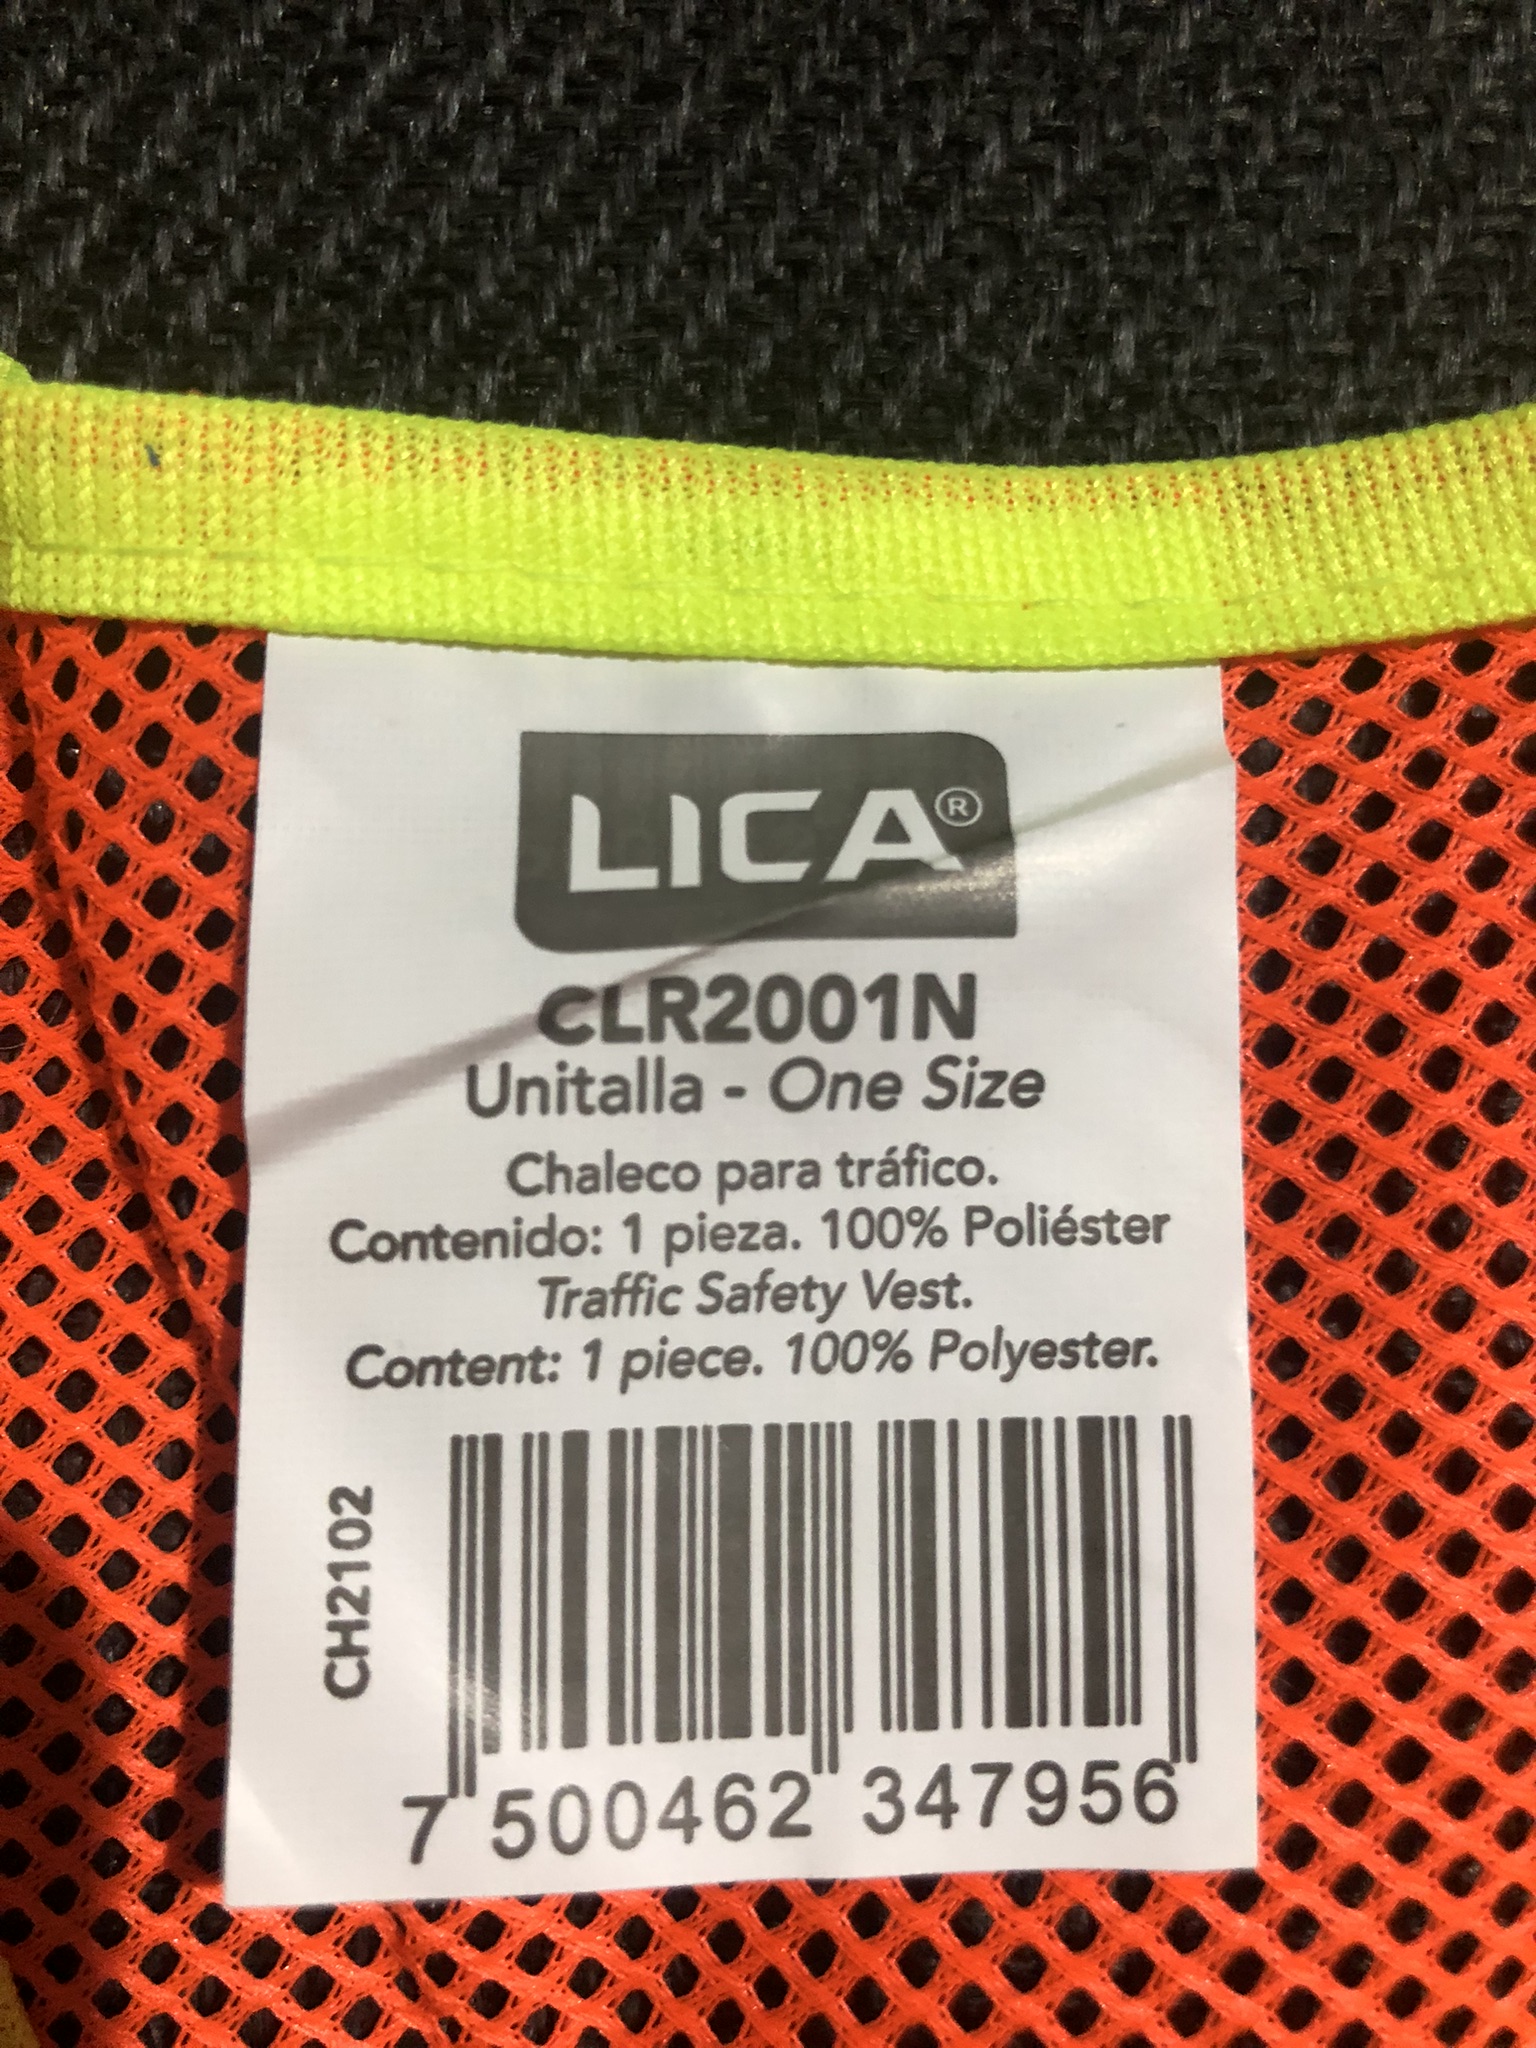 LICA®
CLR2001N
Unitalla - One Size
Chaleco para tráfico.
Contenido: 1 pieza. 100% Poliéster
Traffic Safety Vest.
Content: 1 piece. 100% Polyester.
CH2102
7 500462 347956